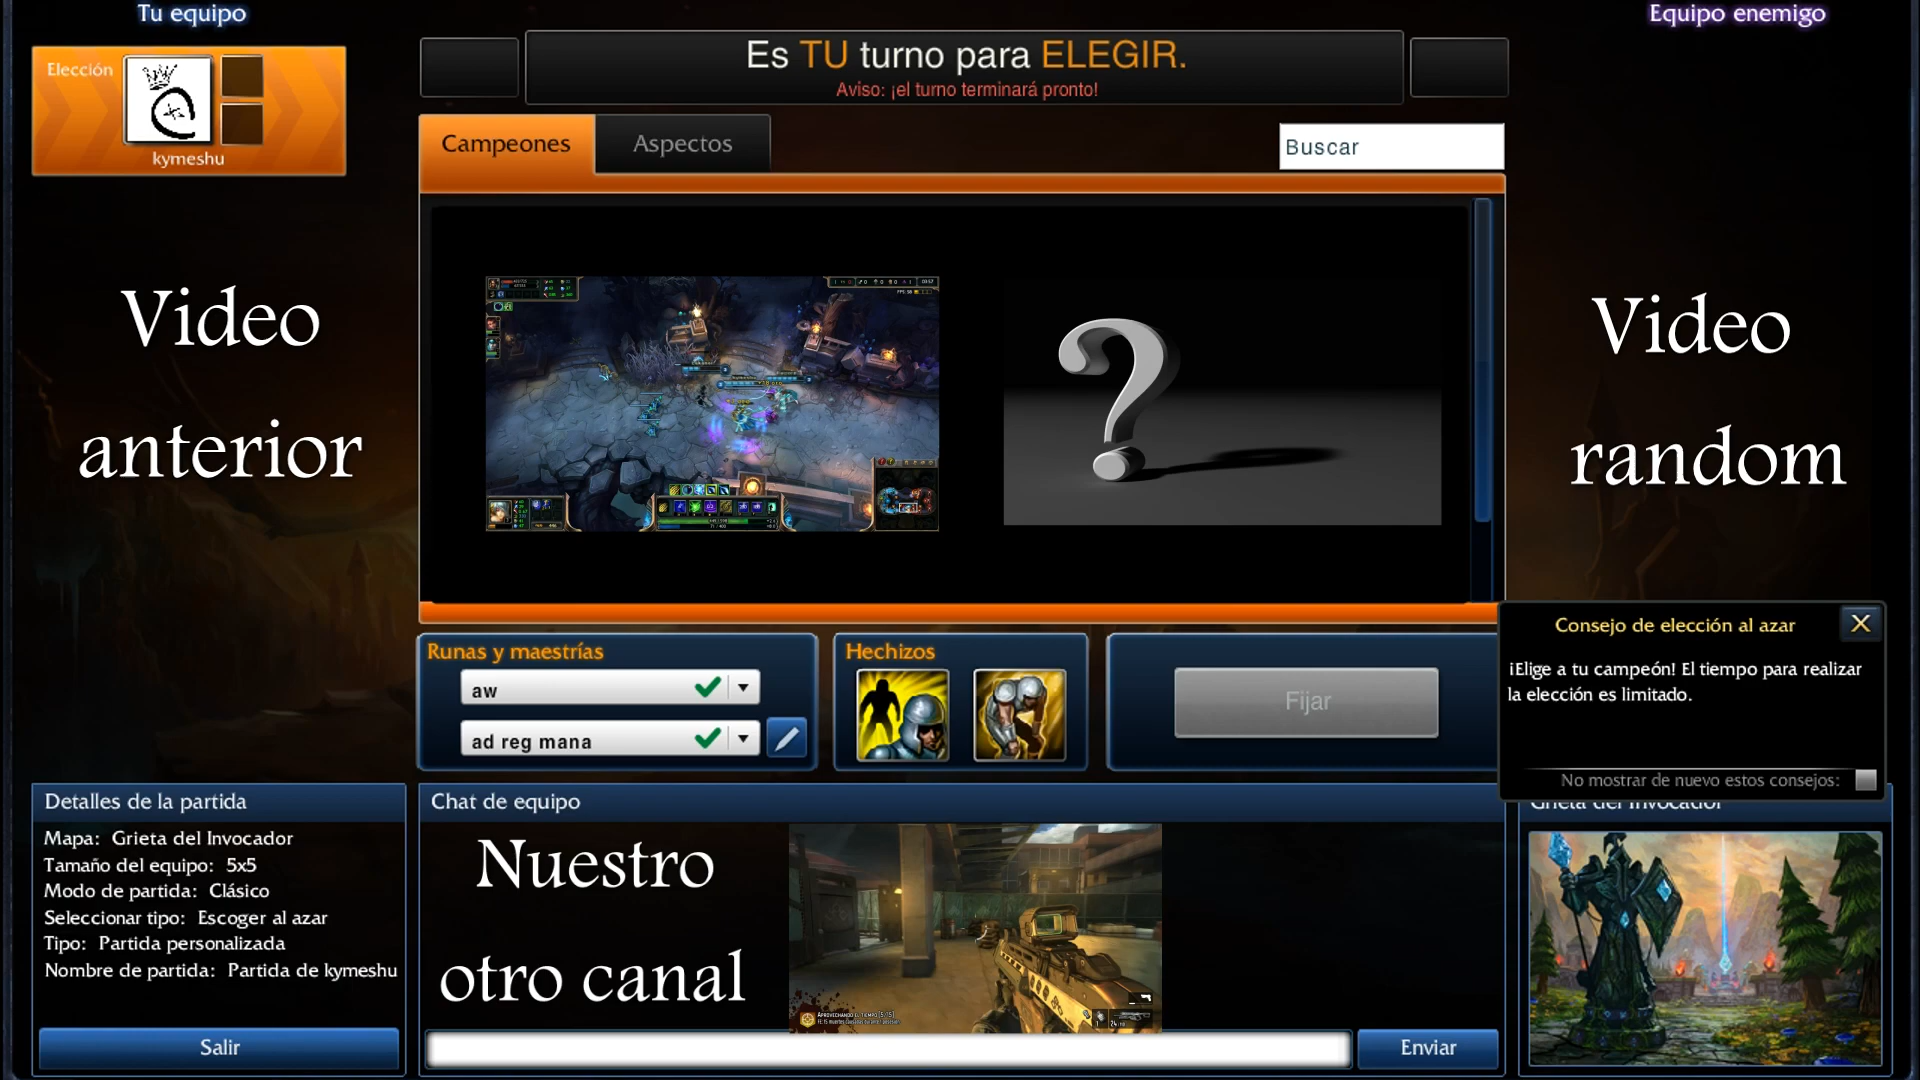 Tu equipo
Equipo enemigo
Elección
kymeshu
Es TU turno para ELEGIR.
Aviso: ¡el turno terminará pronto!
Campeones
Aspectos
Buscar
Video
anterior
Video
random
Runas y maestrías
aw
ad reg mana
Hechizos
Fijar
Consejo de elección al azar
X
¡Elige a tu campeón! El tiempo para realizar
la elección es limitado.
No mostrar de nuevo estos consejos:
Detalles de la partida
Mapa: Grieta del Invocador
Tamaño del equipo: 5x5
Modo de partida: Clásico
Seleccionar tipo: Escoger al azar
Tipo: Partida personalizada
Nombre de partida: Partida de kymeshu
Salir
Chat de equipo
Nuestro
otro canal
Enviar
Grieta del Invocador